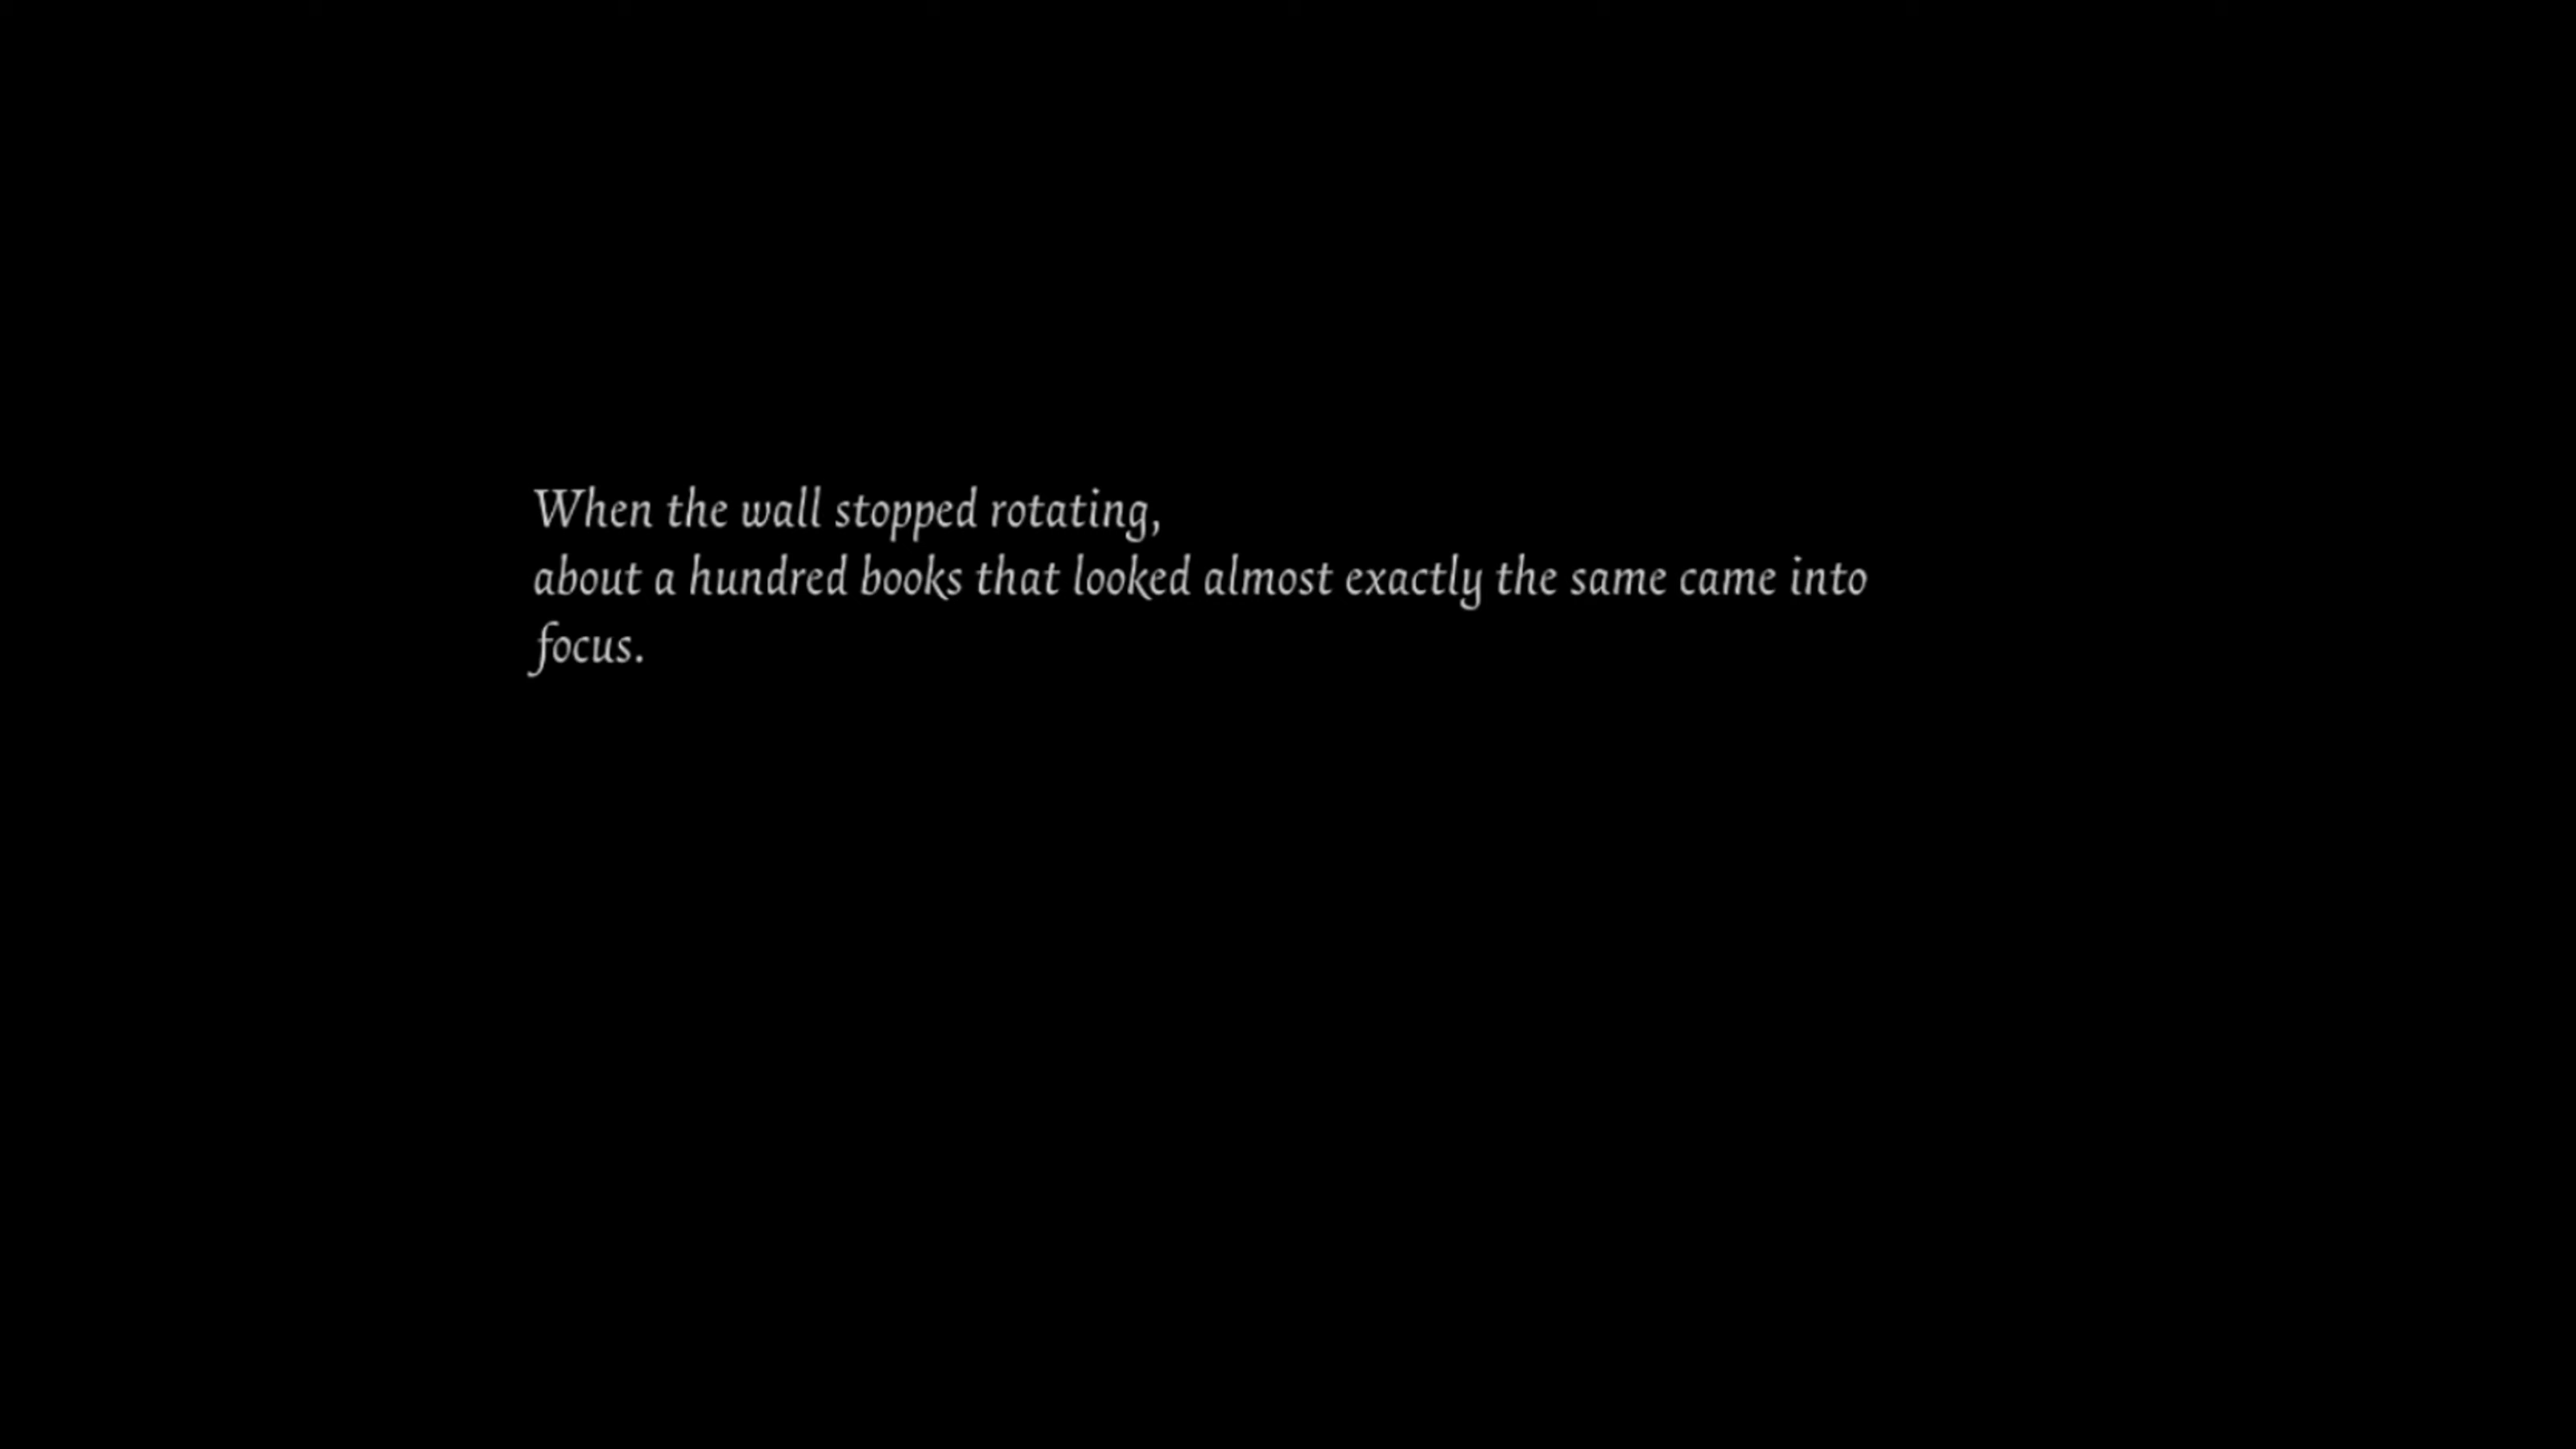 When the wall stopped rotating,
about a hundred books that looked almost exactly the same came into
focus.